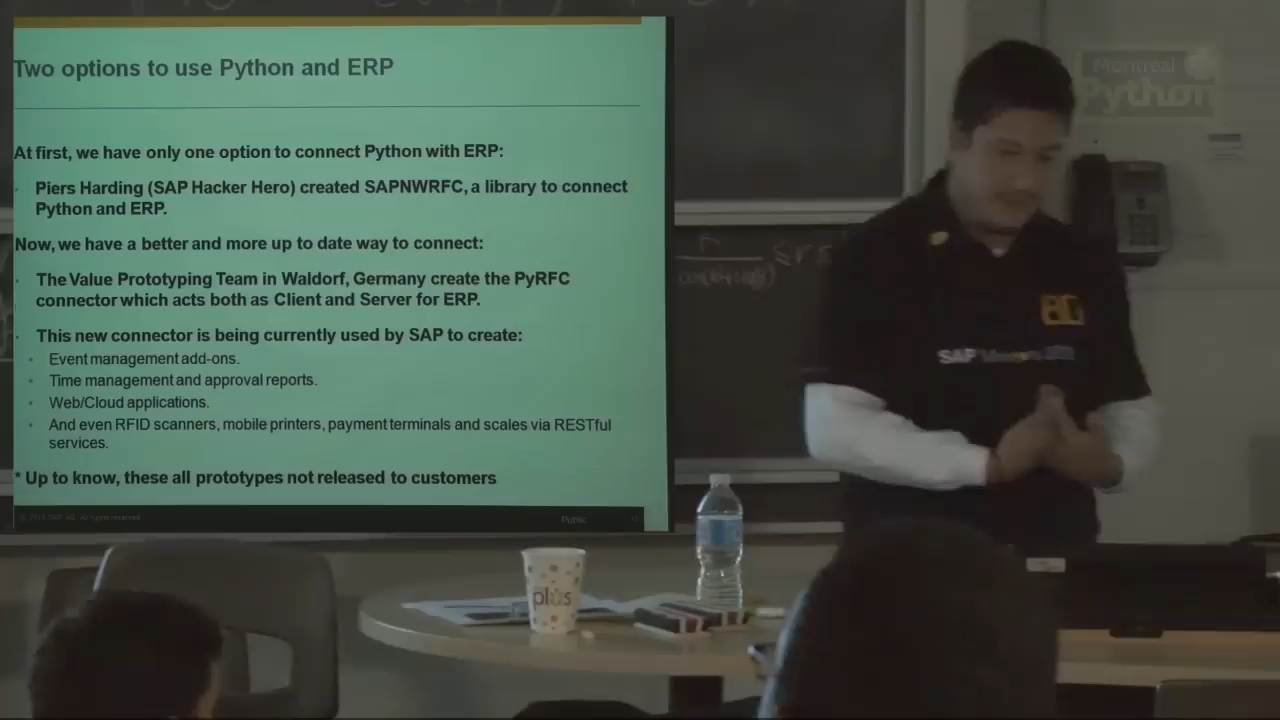 Two options to use Python and ERP
At first, we have only one option to connect Python with ERP:
Piers Harding (SAP Hacker Hero) created SAPNWRFC, a library to connect
Python and ERP.
Now, we have a better and more up to date way to connect:
The Value Prototyping Team in Waldorf, Germany create the PyRFC
connector which acts both as Client and Server for ERP.
This new connector is being currently used by SAP to create:
Event management add-ons.
Time management and approval reports.
Web/Cloud applications.
And even RFID scanners, mobile printers, payment terminals and scales via RESTful
services.
* Up to know, these all prototypes not released to customers
Public
Montreal
Python
SAP
plus